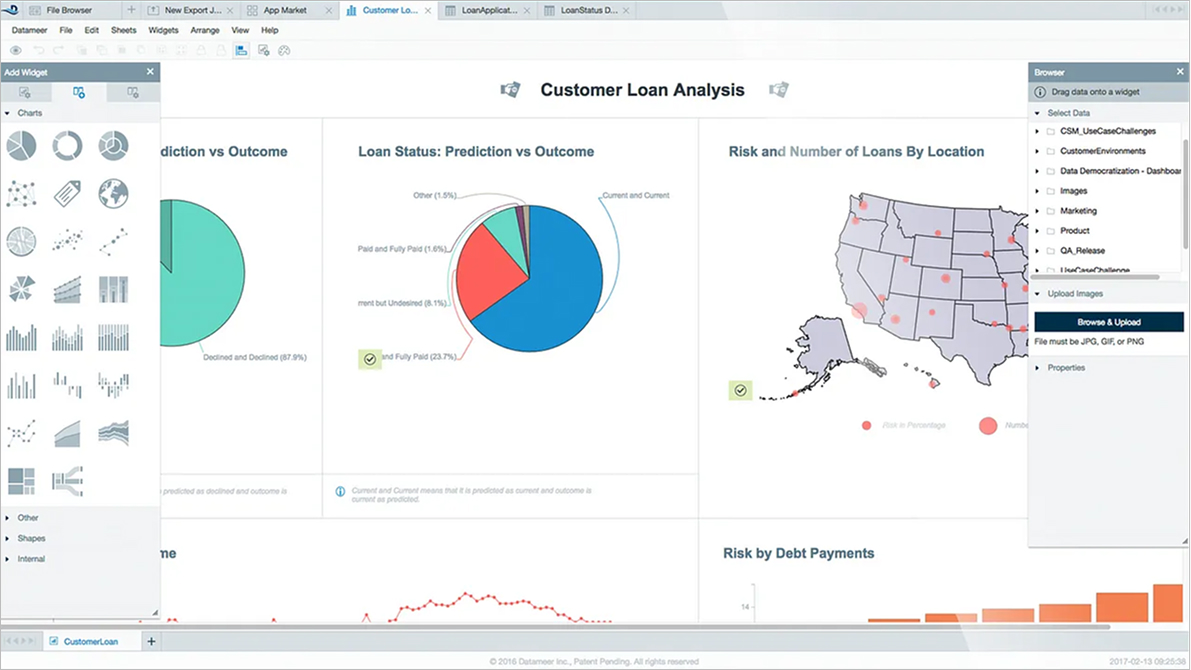 File Browser
New Export J...
App Market
Customer Lo...
LoanApplicat...
LoanStatus D...
Datameer File Edit Sheets Widgets Arrange View Help
Add Widget
Charts
Other
Shapes
Internal
Customer Loan Analysis
diction vs Outcome
Declined and Declined (87.9%)
predicted as declined and outcome is
me
Loan Status: Prediction vs Outcome
Other (1.5%)
Current and Current
Paid and Fully Paid (1.6%)
rrent but Undesired (8.1%)
and Fully Paid (23.7%)
Current and Current means that it is predicted as current and outcome is
current as predicted.
Risk and Number of Loans By Location
Risk in Percentage
Numbe
Risk by Debt Payments
14
Browser
Drag data onto a widget
Select Data
CSM_UseCaseChallenges
CustomerEnvironments
Data Democratization - Dashboar
Images
Marketing
Product
QA_Release
UseCaseChallenge
Upload Images
Browse & Upload
File must be JPG, GIF, or PNG
Properties
CustomerLoan
© 2016 Datameer Inc., Patent Pending. All rights reserved
2017-02-13 09:25:38